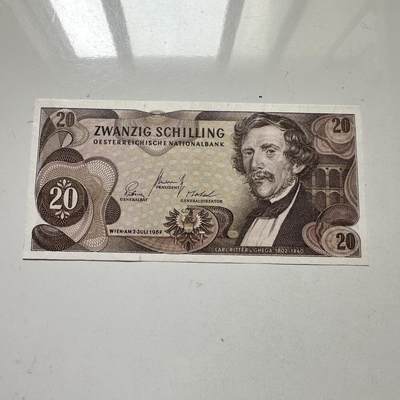 20
20
ZWANZIG SCHILLING
OESTERREICHISCHE NATIONALBANK
PRÄSIDENT
GENERALRAT
GENERALDIREKTOR
20
WIEN·AM 2·JULI 1967
CARL RITTER V. GHEGA 1802-1860
20